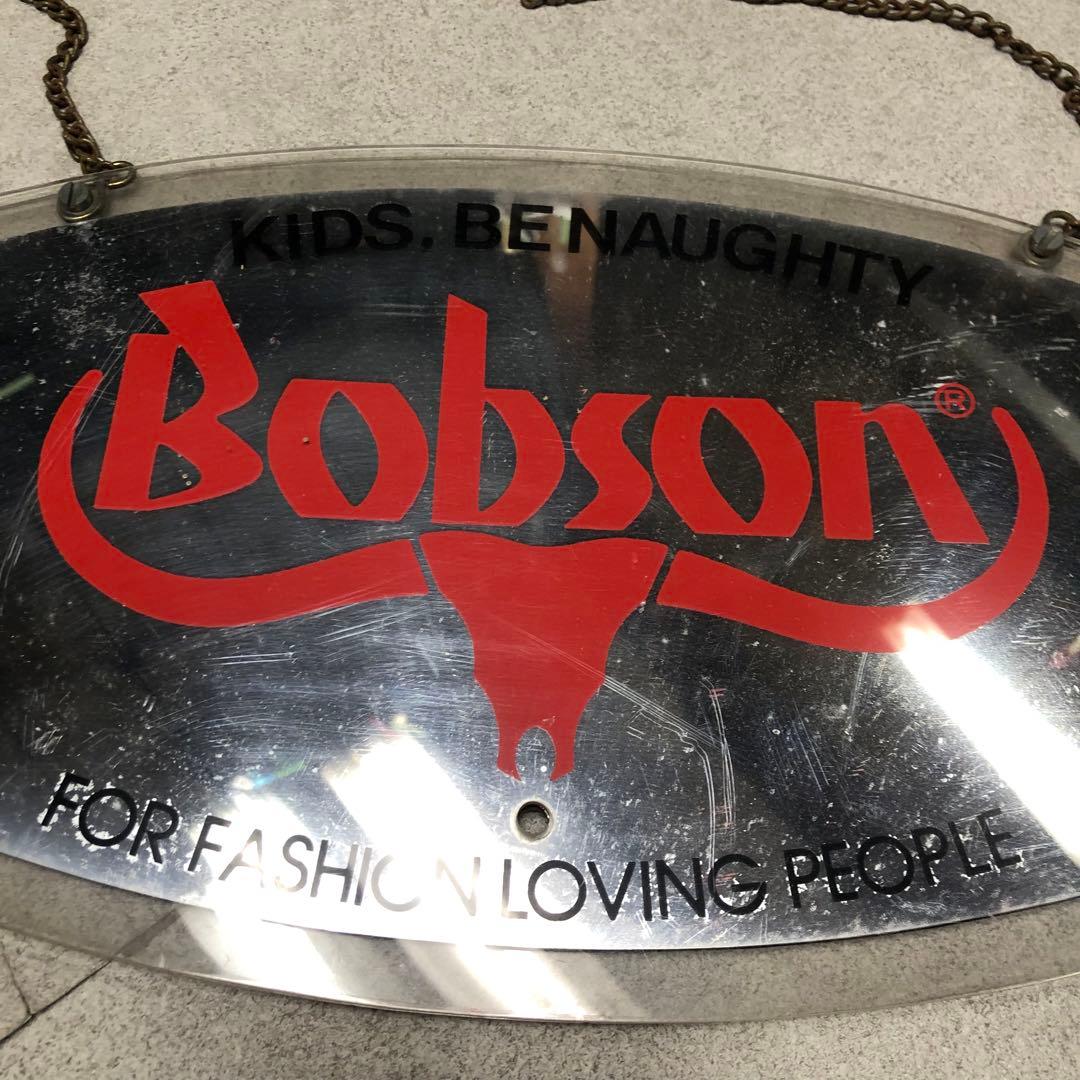 KIDS. BE NAUGHTY
Bobson®
FOR FASHION LOVING PEOPLE